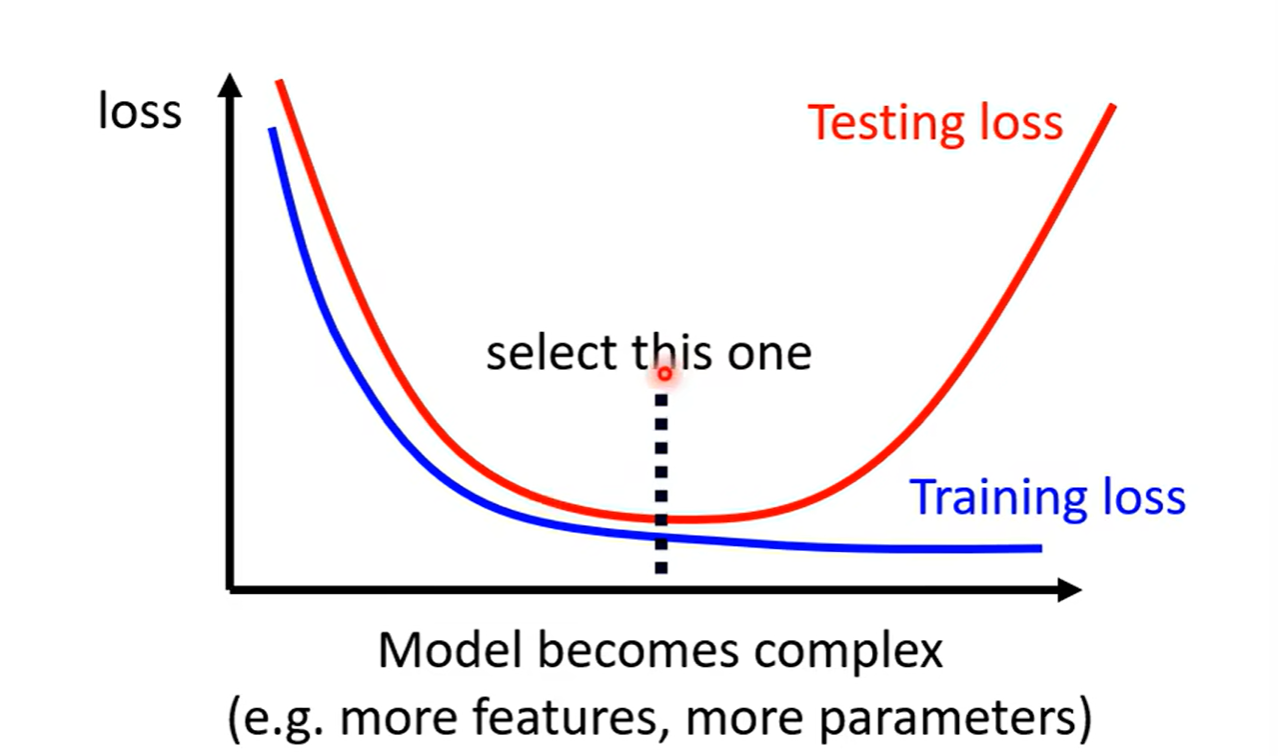 loss
Testing loss
select this one
Training loss
Model becomes complex
(e.g. more features, more parameters)